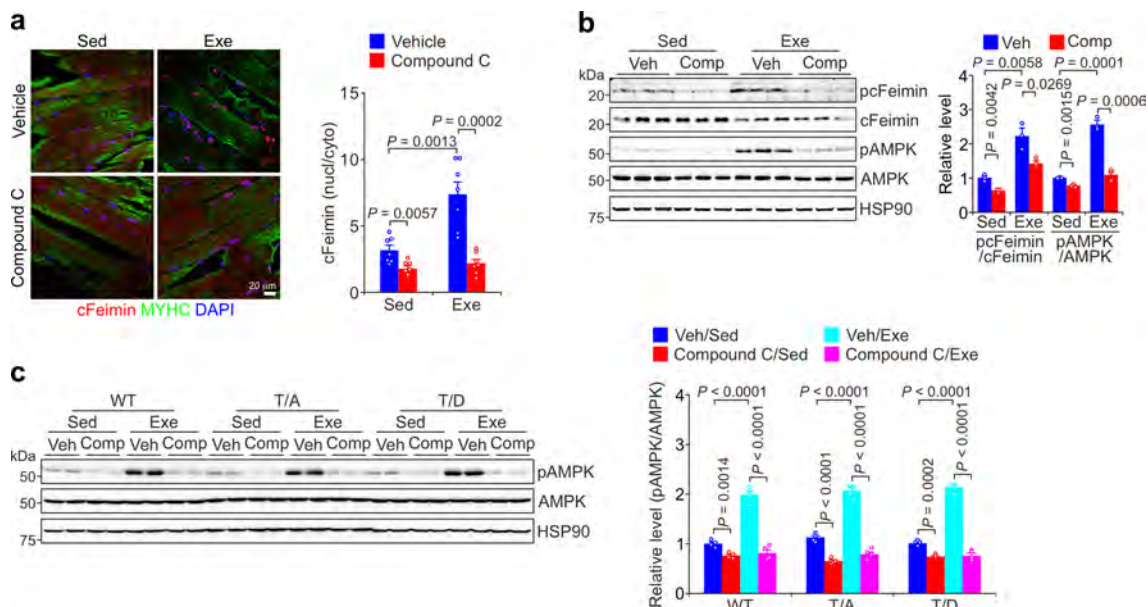 a
Sed Exe
Vehicle
Compound C
20 µm
cFeimin MYHC DAPI
Vehicle
Compound C
cFeimin (nucl/cyto)
15
10
5
0
P = 0.0002
P = 0.0013
P = 0.0057
Sed Exe
b
Sed Exe
kDa Veh Comp Veh Comp
20 pcFeimin
20 cFeimin
50 pAMPK
50 AMPK
75 HSP90
Veh Comp
P = 0.0058 P = 0.0001
P = 0.0042 P = 0.0269 P = 0.0015 P = 0.0006
Relative level
4
3
2
1
0
Sed Exe Sed Exe
pcFeimin pAMPK
/cFeimin /AMPK
c
WT T/A T/D
Sed Exe Sed Exe Sed Exe
kDa Veh Comp Veh Comp Veh Comp Veh Comp Veh Comp Veh Comp
50 pAMPK
50 AMPK
75 HSP90
Veh/Sed Veh/Exe
Compound C/Sed Compound C/Exe
Relative level (pAMPK/AMPK)
4
3
2
1
0
P < 0.0001 P < 0.0001 P < 0.0001
P = 0.0014 P < 0.0001 P < 0.0001 P < 0.0001 P = 0.0002 P < 0.0001
WT T/A T/D